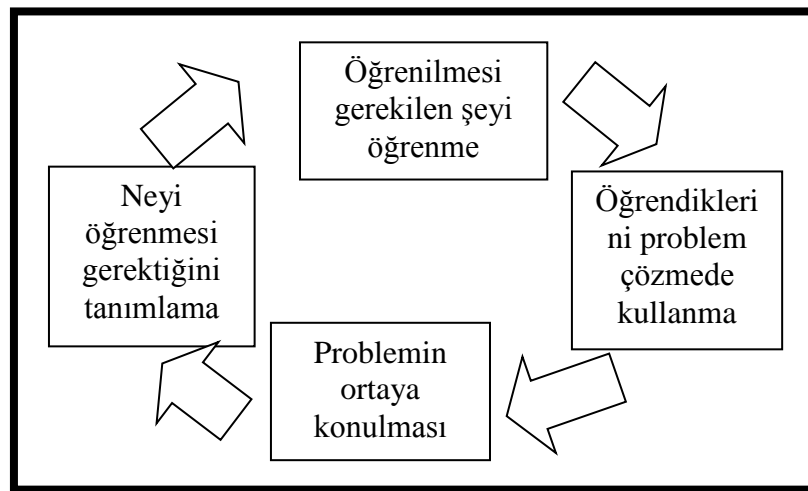 Öğrenilmesi
gerekilen şeyi
öğrenme
Neyi
öğrenmesi
gerektiğini
tanımlama
Öğrendikleri
ni problem
çözmede
kullanma
Problemin
ortaya
konulması